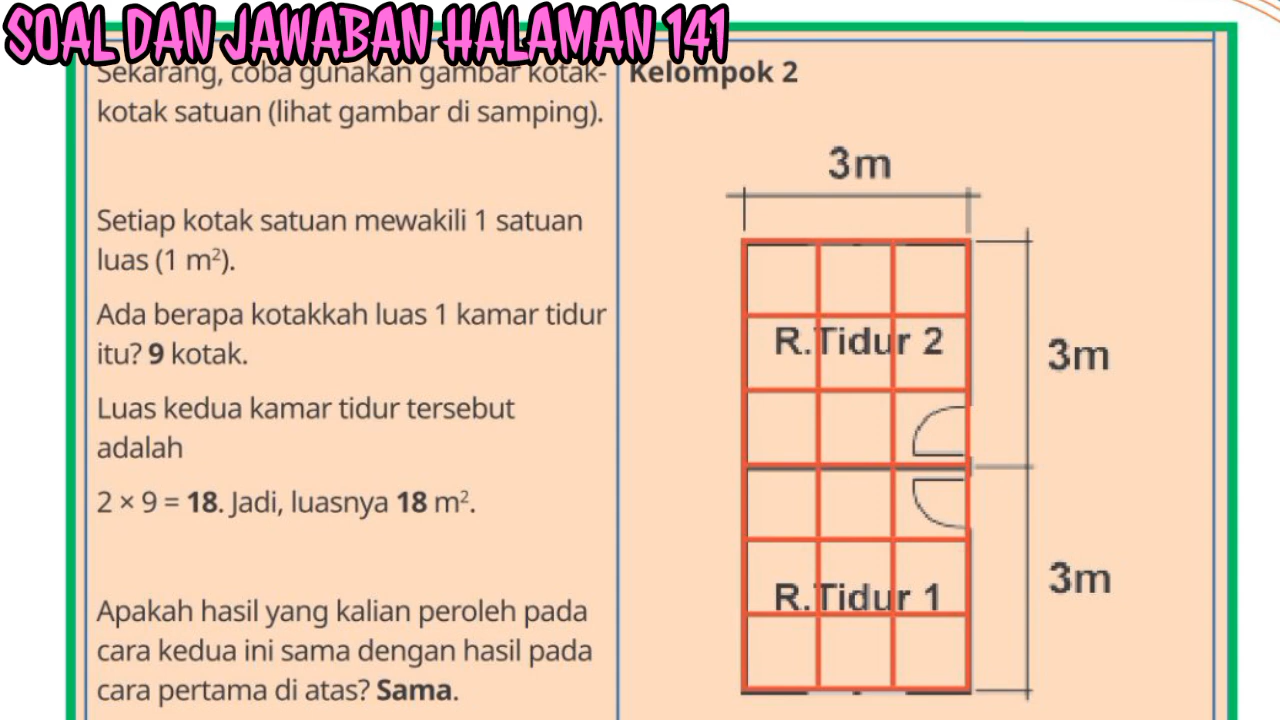 SOAL DAN JAWABAN HALAMAN 141
Sekarang, coba gunakan gambar kotak-
kotak satuan (lihat gambar di samping).
Setiap kotak satuan mewakili 1 satuan
luas (1 m²).
Ada berapa kotakkah luas 1 kamar tidur
itu? 9 kotak.
Luas kedua kamar tidur tersebut
adalah
2 × 9 = 18. Jadi, luasnya 18 m².
Apakah hasil yang kalian peroleh pada
cara kedua ini sama dengan hasil pada
cara pertama di atas? Sama.
Kelompok 2
3m
R.Tidur 2
3m
R.Tidur 1
3m